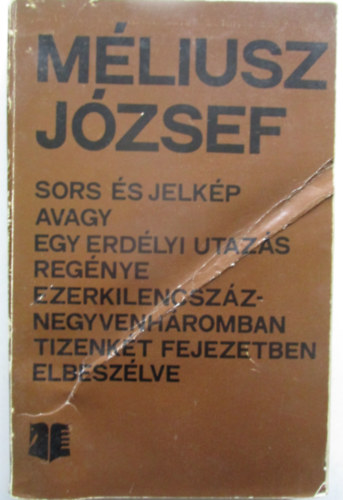 MÉLIUSZ
JÓZSEF
SORS ÉS JELKÉP
AVAGY
EGY ERDÉLYI UTAZÁS
REGÉNYE
EZERKILENCSZÁZ-
NEGYVENHÁROMBAN
TIZENKÉT FEJEZETBEN
ELBESZÉLVE